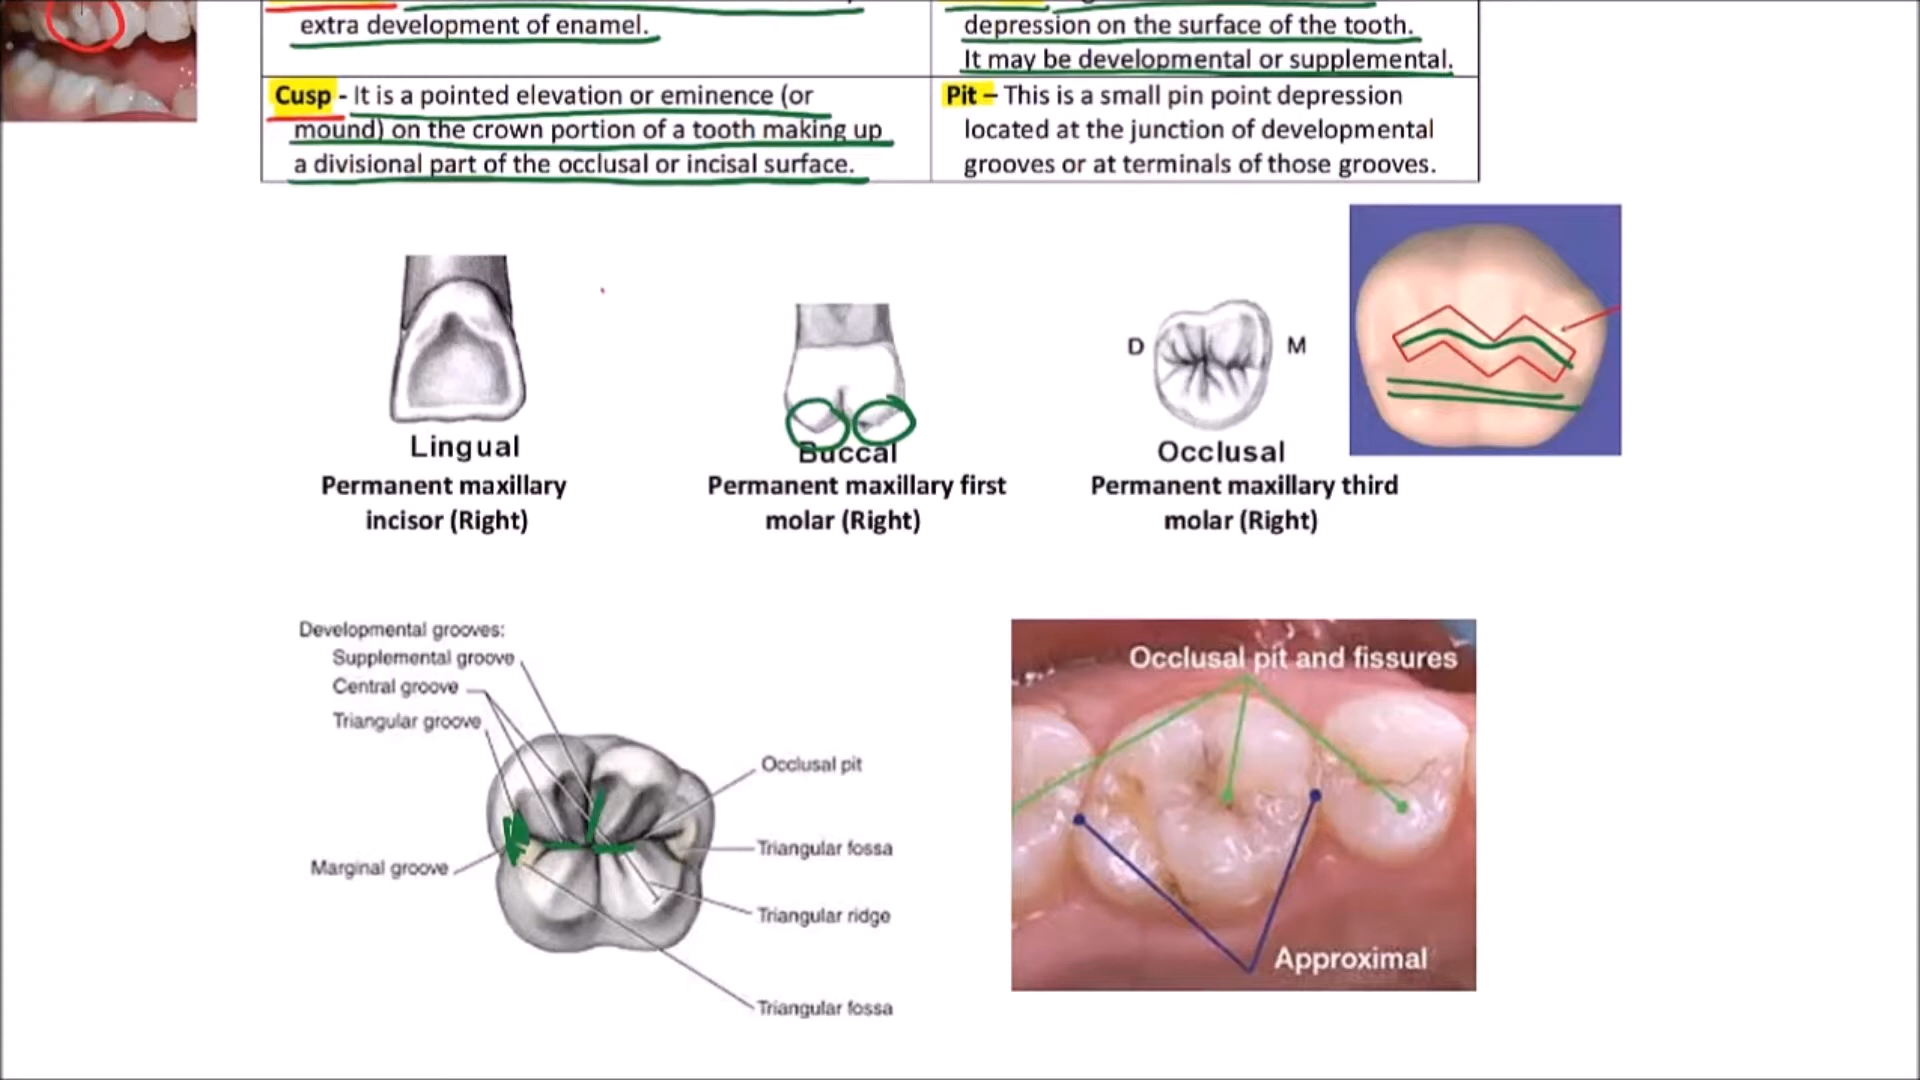 extra development of enamel.
depression on the surface of the tooth.
It may be developmental or supplemental.
Cusp - It is a pointed elevation or eminence (or
mound) on the crown portion of a tooth making up
a divisional part of the occlusal or incisal surface.
Pit – This is a small pin point depression
located at the junction of developmental
grooves or at terminals of those grooves.
Lingual
Permanent maxillary
incisor (Right)
Buccal
Permanent maxillary first
molar (Right)
D
M
Occlusal
Permanent maxillary third
molar (Right)
Developmental grooves:
Supplemental groove
Central groove
Triangular groove
Marginal groove
Occlusal pit
Triangular fossa
Triangular ridge
Triangular fossa
Occlusal pit and fissures
Approximal